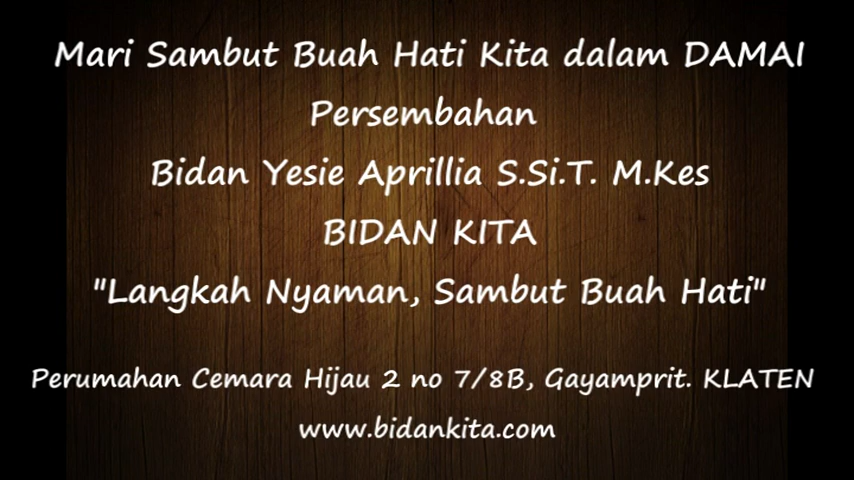 Mari Sambut Buah Hati Kita dalam DAMAI
Persembahan
Bidan Yesie Aprillia S.Si.T. M.Kes
BIDAN KITA
"Langkah Nyaman, Sambut Buah Hati"
Perumahan Cemara Hijau 2 no 7/8B, Gayamprit. KLATEN
www.bidankita.com